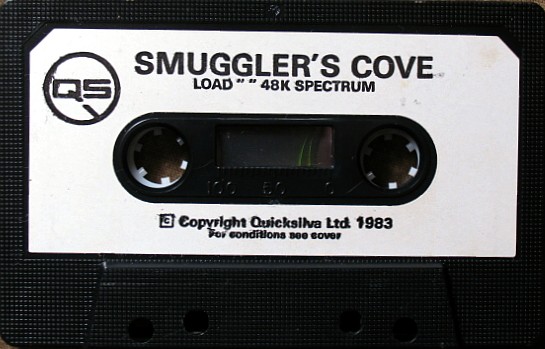 SMUGGLER'S COVE
LOAD " " 48K SPECTRUM
QS
100 50 0
© Copyright Quicksilva Ltd. 1983
For conditions see cover